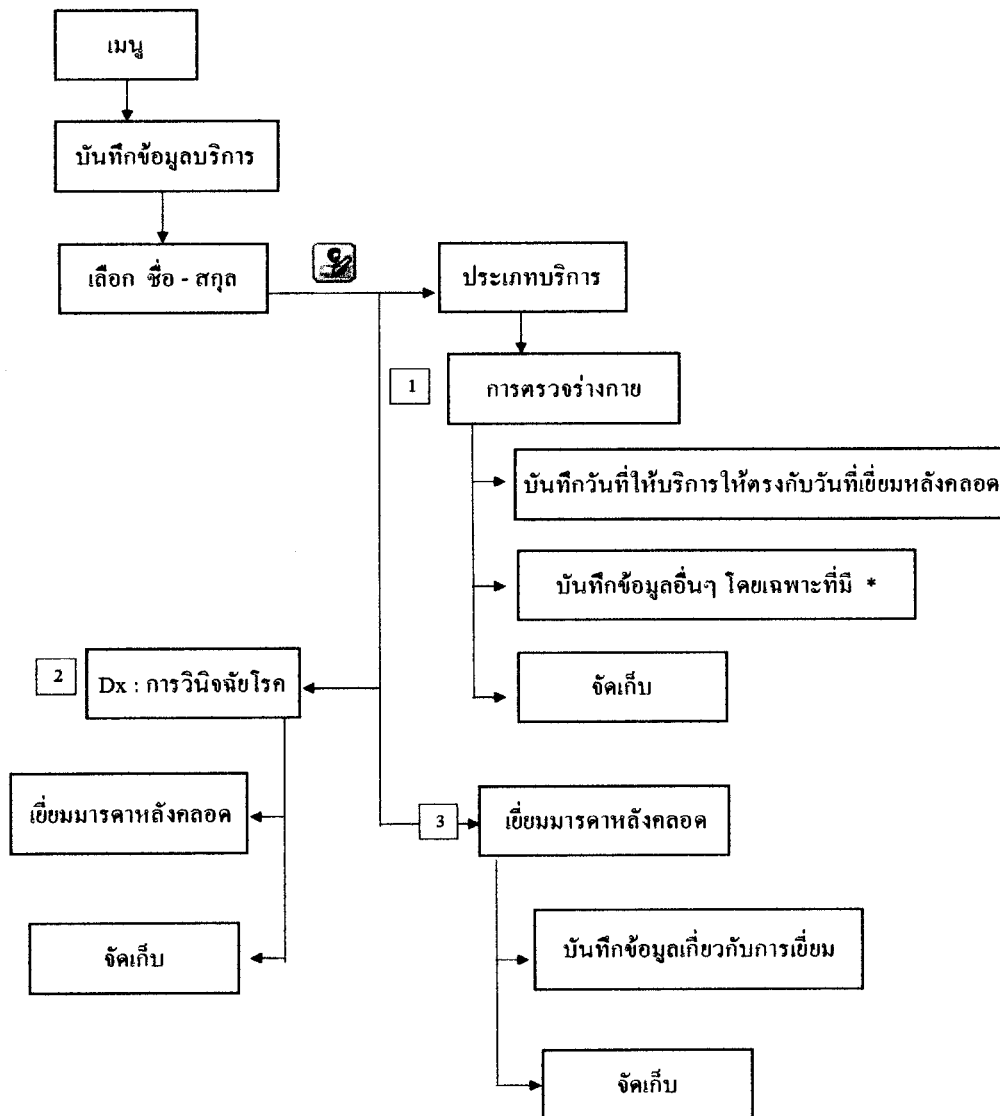 เมนู
บันทึกข้อมูลบริการ
เลือก ชื่อ - สกุล
ประเภทบริการ
1
การตรวจร่างกาย
บันทึกวันที่ให้บริการให้ตรงกับวันที่เยี่ยมหลังคลอด
บันทึกข้อมูลอื่นๆ โดยเฉพาะที่มี *
จัดเก็บ
2
Dx : การวินิจฉัยโรค
เยี่ยมมารดาหลังคลอด
จัดเก็บ
3
เยี่ยมมารดาหลังคลอด
บันทึกข้อมูลเกี่ยวกับการเยี่ยม
จัดเก็บ